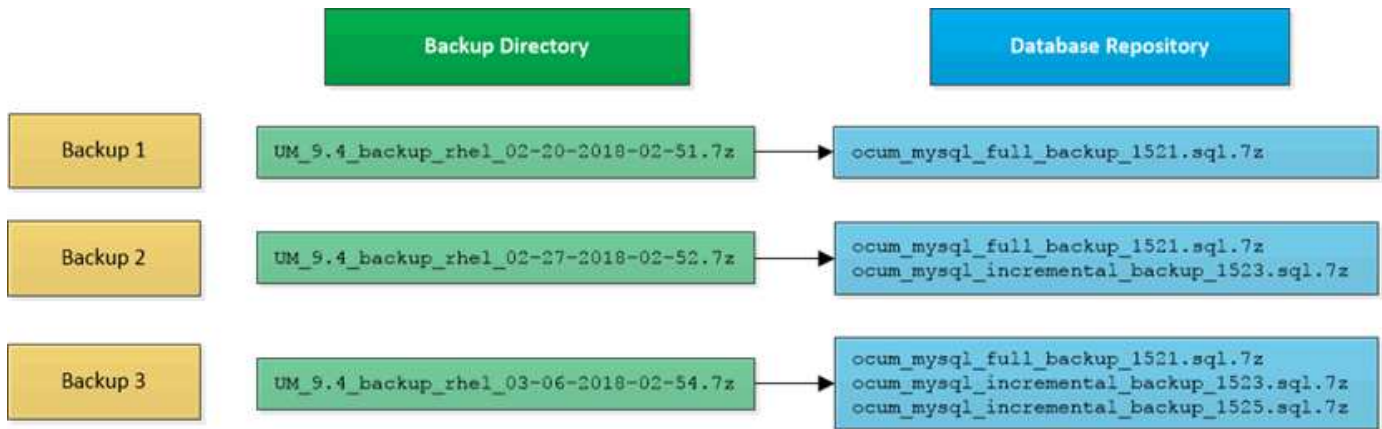 Backup Directory
Database Repository
Backup 1
UM_9.4_backup_rhel_02-20-2018-02-51.7z
ocum_mysql_full_backup_1521.sql.7z
Backup 2
UM_9.4_backup_rhel_02-27-2018-02-52.7z
ocum_mysql_full_backup_1521.sql.7z
ocum_mysql_incremental_backup_1523.sql.7z
Backup 3
UM_9.4_backup_rhel_03-06-2018-02-54.7z
ocum_mysql_full_backup_1521.sql.7z
ocum_mysql_incremental_backup_1523.sql.7z
ocum_mysql_incremental_backup_1525.sql.7z